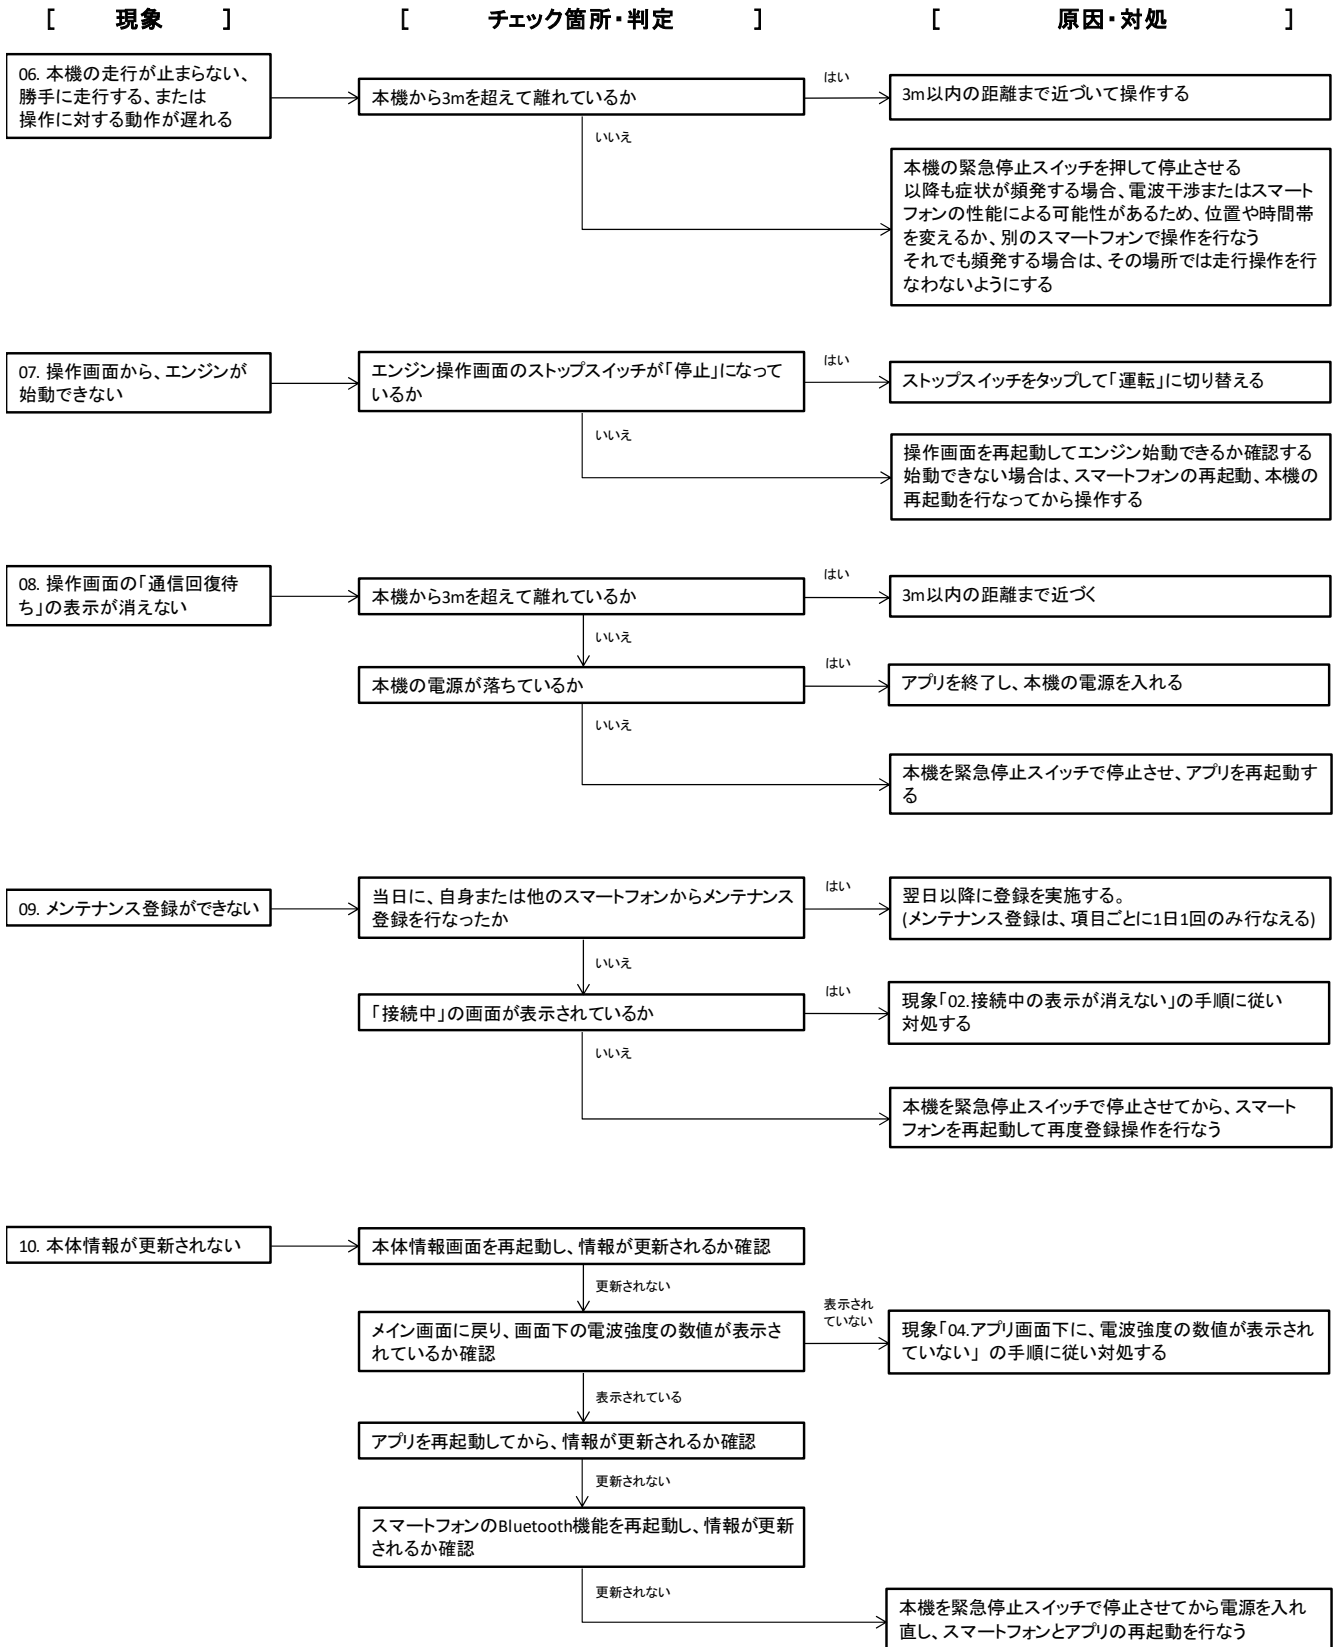 [ 現象 ] [ チェック箇所・判定 ] [ 原因・対処 ]
06. 本機の走行が止まらない、
勝手に走行する、または
操作に対する動作が遅れる
本機から3mを超えて離れているか
はい
3m以内の距離まで近づいて操作する
いいえ
本機の緊急停止スイッチを押して停止させる
以降も症状が頻発する場合、電波干渉またはスマート
フォンの性能による可能性があるため、位置や時間帯
を変えるか、別のスマートフォンで操作を行なう
それでも頻発する場合は、その場所では走行操作を行
なわないようにする
07. 操作画面から、エンジンが
始動できない
エンジン操作画面のストップスイッチが「停止」になって
いるか
はい
ストップスイッチをタップして「運転」に切り替える
いいえ
操作画面を再起動してエンジン始動できるか確認する
始動できない場合は、スマートフォンの再起動、本機の
再起動を行なってから操作する
08. 操作画面の「通信回復待
ち」の表示が消えない
本機から3mを超えて離れているか
はい
3m以内の距離まで近づく
いいえ
本機の電源が落ちているか
はい
アプリを終了し、本機の電源を入れる
いいえ
本機を緊急停止スイッチで停止させ、アプリを再起動す
る
09. メンテナンス登録ができない
当日に、自身または他のスマートフォンからメンテナンス
登録を行なったか
はい
翌日以降に登録を実施する。
(メンテナンス登録は、項目ごとに1日1回のみ行なえる)
いいえ
「接続中」の画面が表示されているか
はい
現象「02.接続中の表示が消えない」の手順に従い
対処する
いいえ
本機を緊急停止スイッチで停止させてから、スマート
フォンを再起動して再度登録操作を行なう
10. 本体情報が更新されない
本体情報画面を再起動し、情報が更新されるか確認
更新されない
メイン画面に戻り、画面下の電波強度の数値が表示さ
れているか確認
表示され
ていない
現象「04.アプリ画面下に、電波強度の数値が表示され
ていない」 の手順に従い対処する
表示されている
アプリを再起動してから、情報が更新されるか確認
更新されない
スマートフォンのBluetooth機能を再起動し、情報が更新
されるか確認
更新されない
本機を緊急停止スイッチで停止させてから電源を入れ
直し、スマートフォンとアプリの再起動を行なう